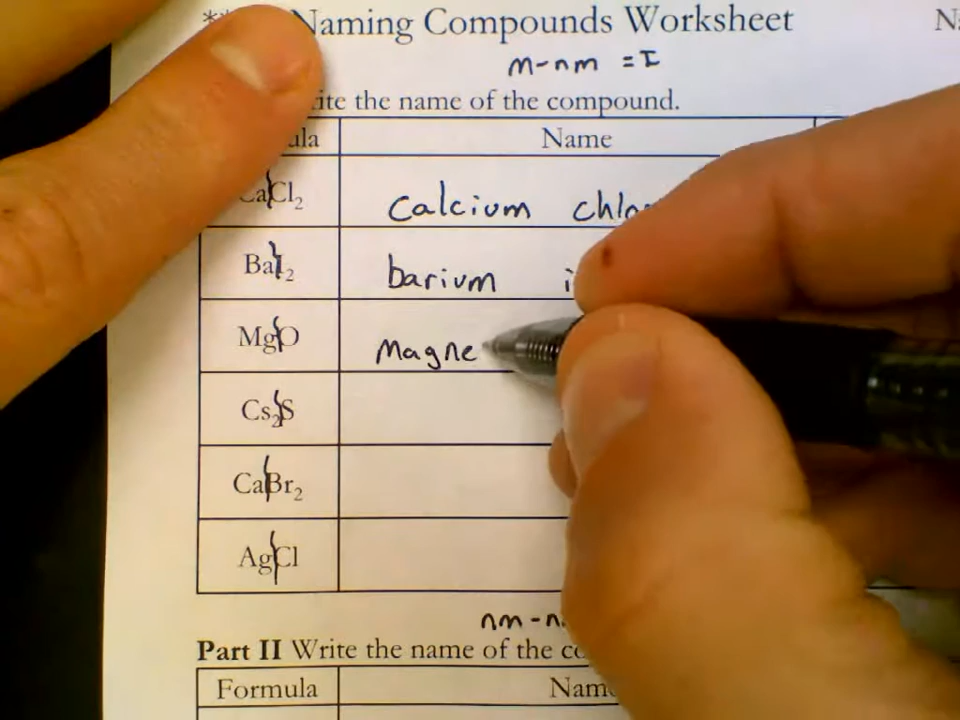 Naming Compounds Worksheet
m-nm = I
the name of the compound.
Name
CaCl₂ calcium
BaI₂ barium
MgO Magne
Cs₂S
CaBr₂
AgCl
nm -
Part II Write the name of the
Formula